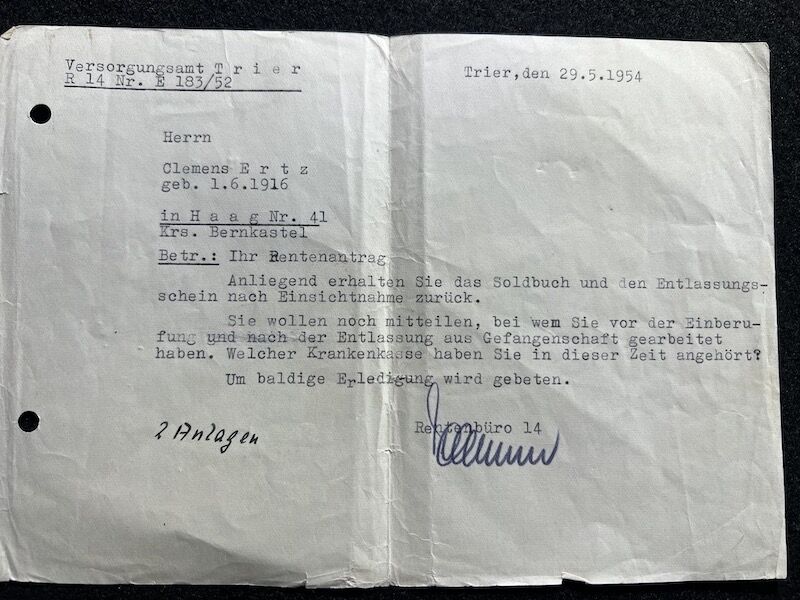 Versorgungsamt T r i e r
R 14 Nr. E 183/52
Trier,den 29.5.1954
Herrn
Clemens E r t z
geb. 1.6.1916
in H a a g Nr. 41
Krs. Bernkastel
Betr.: Ihr Rentenantrag
Anliegend erhalten Sie das Soldbuch und den Entlassungs-
schein nach Einsichtnahme zurück.
Sie wollen noch mitteilen, bei wem Sie vor der Einberu-
fung und nach der Entlassung aus Gefangenschaft gearbeitet
haben. Welcher Krankenkasse haben Sie in dieser Zeit angehört?
Um baldige Erledigung wird gebeten.
2 Anlagen
Rentenbüro 14